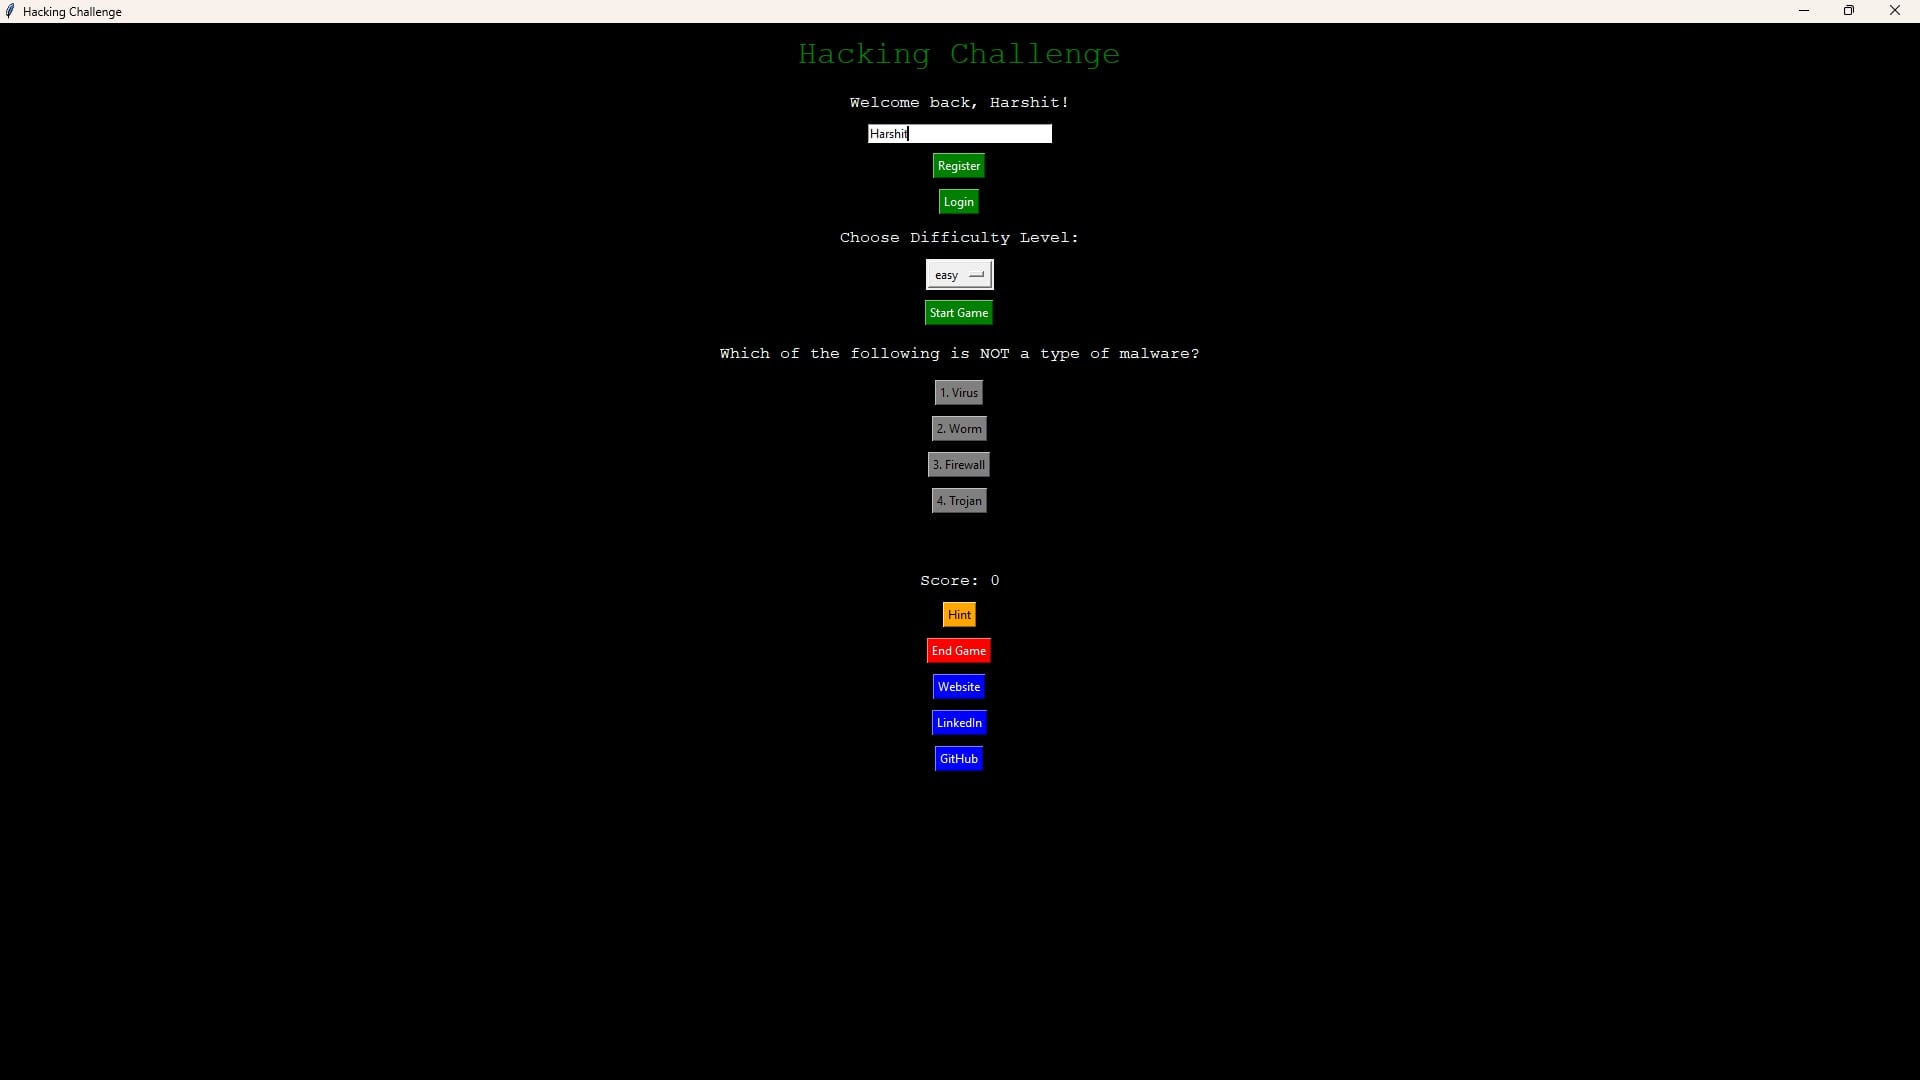 Hacking Challenge
Hacking Challenge
Welcome back, Harshit!
Harshit
Register
Login
Choose Difficulty Level:
easy
Start Game
Which of the following is NOT a type of malware?
1. Virus
2. Worm
3. Firewall
4. Trojan
Score: 0
Hint
End Game
Website
LinkedIn
GitHub